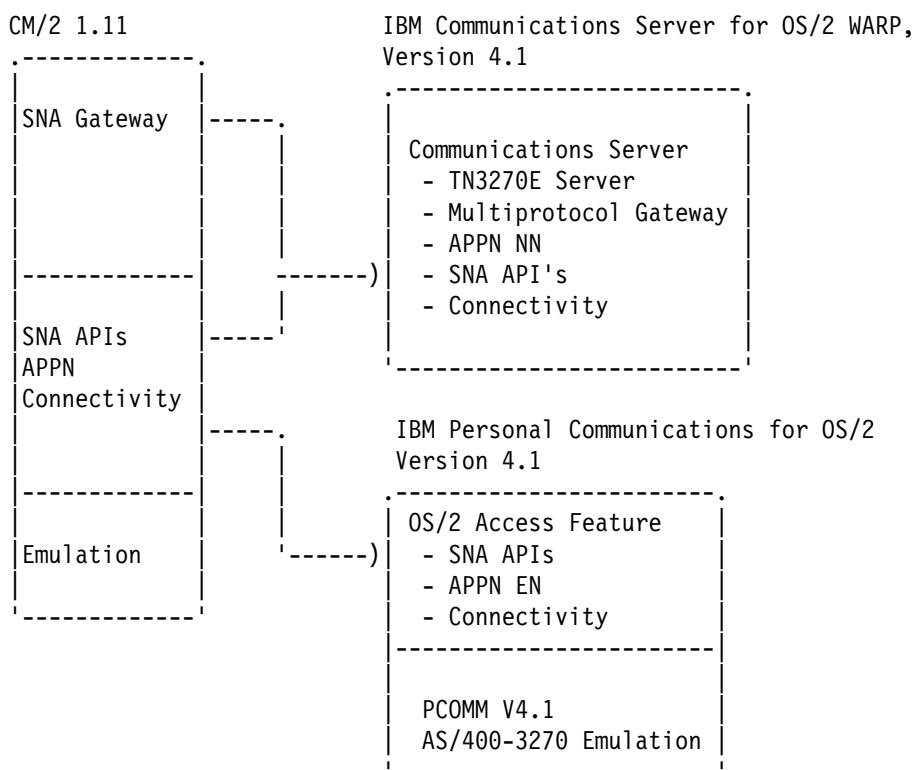 CM/2 1.11
IBM Communications Server for OS/2 WARP,
Version 4.1
SNA Gateway
SNA APIs
APPN
Connectivity
Emulation
Communications Server
- TN3270E Server
- Multiprotocol Gateway
- APPN NN
- SNA API's
- Connectivity
IBM Personal Communications for OS/2
Version 4.1
OS/2 Access Feature
- SNA APIs
- APPN EN
- Connectivity
PCOMM V4.1
AS/400-3270 Emulation